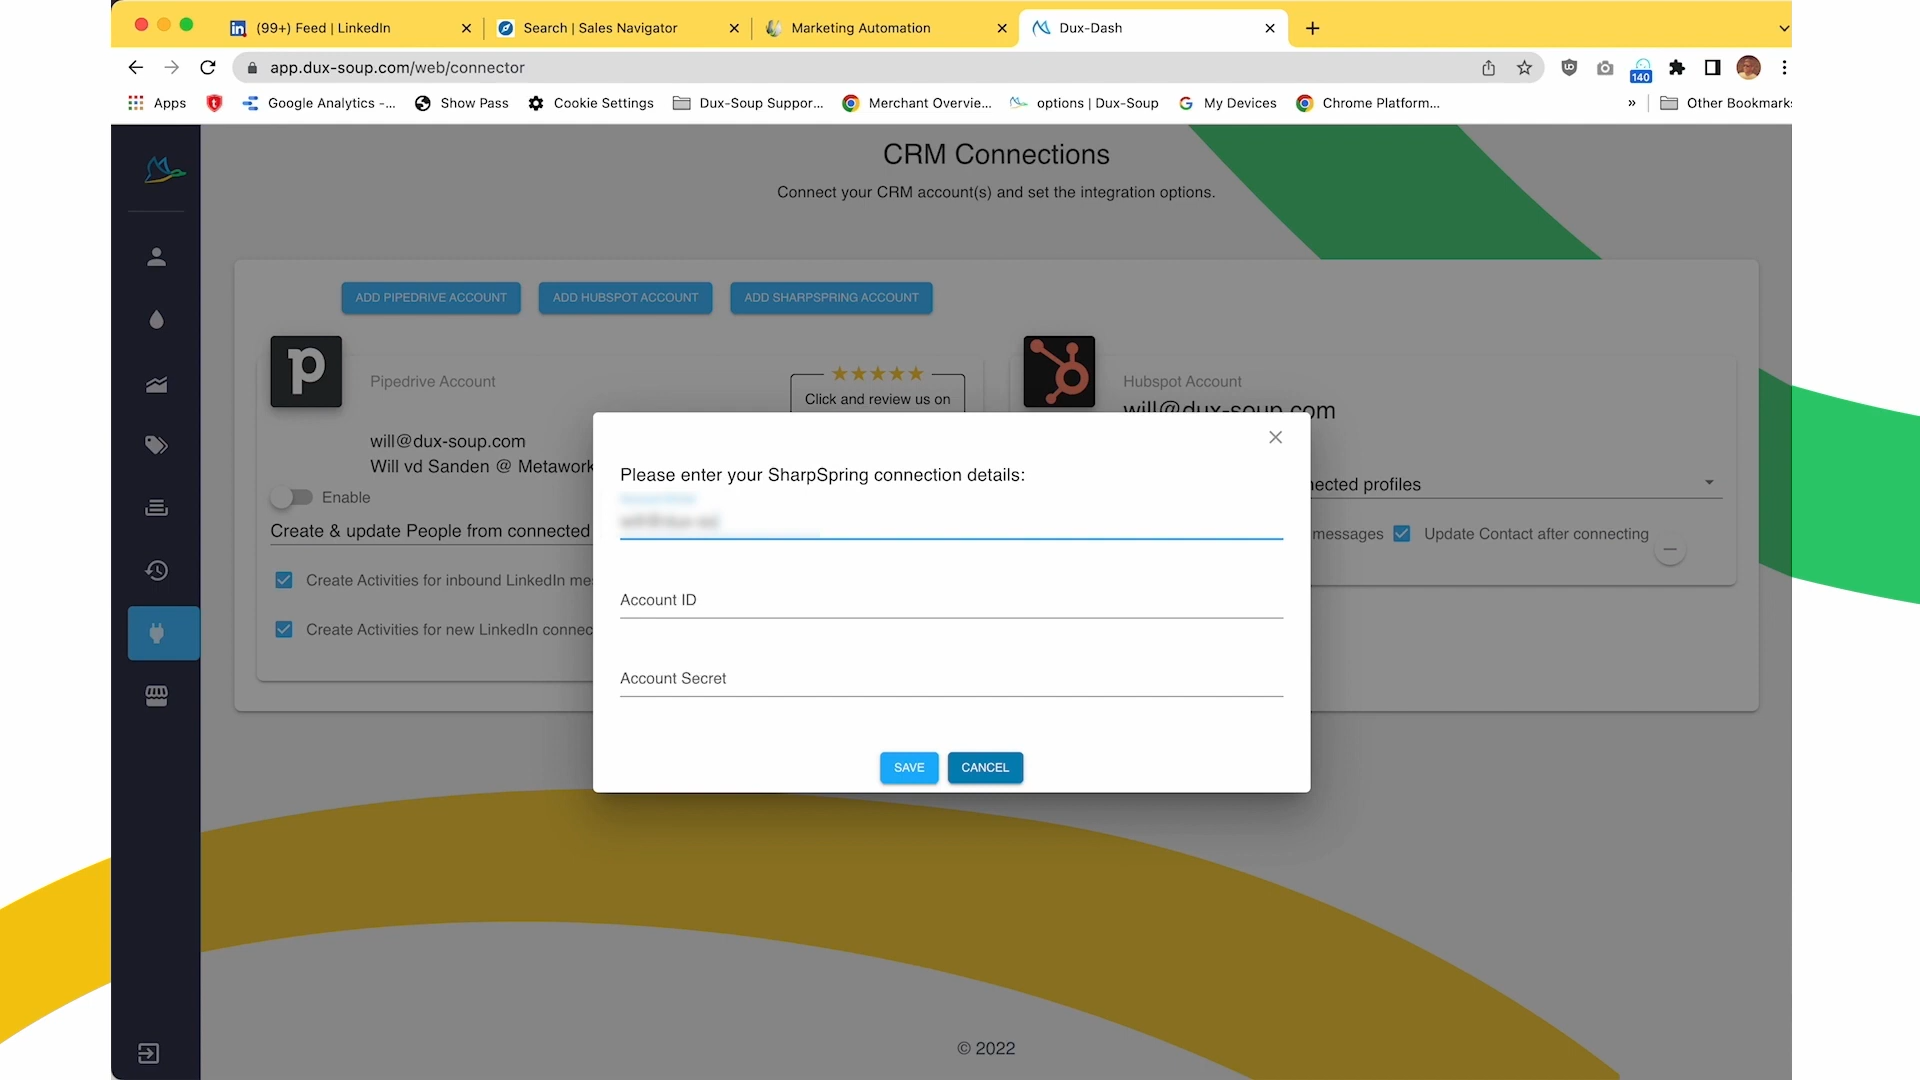 (99+) Feed | LinkedIn
Search | Sales Navigator
Marketing Automation
Dux-Dash
app.dux-soup.com/web/connector
140
Apps
Google Analytics -...
Show Pass
Cookie Settings
Dux-Soup Suppor...
Merchant Overvie...
options | Dux-Soup
My Devices
Chrome Platform...
»
Other Bookmarks
CRM Connections
Connect your CRM account(s) and set the integration options.
ADD PIPEDRIVE ACCOUNT
ADD HUBSPOT ACCOUNT
ADD SHARPSPRING ACCOUNT
Pipedrive Account
Click and review us on
will@dux-soup.com
Will vd Sanden @ Metawork
Enable
Create & update People from connected
Create Activities for inbound LinkedIn me
Create Activities for new LinkedIn connec
Hubspot Account
will@dux-soup.com
nected profiles
messages
Update Contact after connecting
Please enter your SharpSpring connection details:
Account ID
Account Secret
SAVE
CANCEL
© 2022